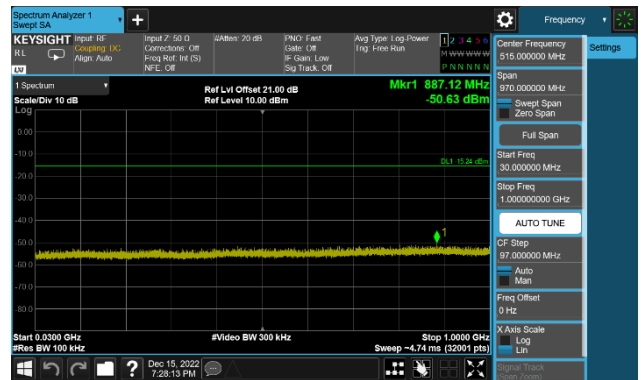 Spectrum Analyzer 1
Swept SA
Frequency
KEYSIGHT
RL
Input: RF
Coupling: DC
Align: Auto
Input Z: 50 Ω
Corrections: Off
Freq Ref: Int (S)
NFE: Off
#Atten: 20 dB
PNO: Fast
Gate: Off
IF Gain: Low
Sig Track: Off
Avg Type: Log-Power
Trig: Free Run
1 2 3 4 5 6
M W W W W W
P N N N N N
1 Spectrum
Scale/Div 10 dB
Ref Lvl Offset 21.00 dB
Ref Level 10.00 dBm
Mkr1 887.12 MHz
-50.63 dBm
Log
0.00
-10.0
DL1 -15.24 dBm
-20.0
-30.0
-40.0
1
-50.0
-60.0
-70.0
-80.0
Start 0.0300 GHz
#Res BW 100 kHz
#Video BW 300 kHz
Stop 1.0000 GHz
Sweep ~4.74 ms (32001 pts)
Dec 15, 2022
7:28:13 PM
Center Frequency
515.000000 MHz
Settings
Span
970.000000 MHz
Swept Span
Zero Span
Full Span
Start Freq
30.000000 MHz
Stop Freq
1.000000000 GHz
AUTO TUNE
CF Step
97.000000 MHz
Auto
Man
Freq Offset
0 Hz
X Axis Scale
Log
Lin
Signal Track
(Span Zoom)